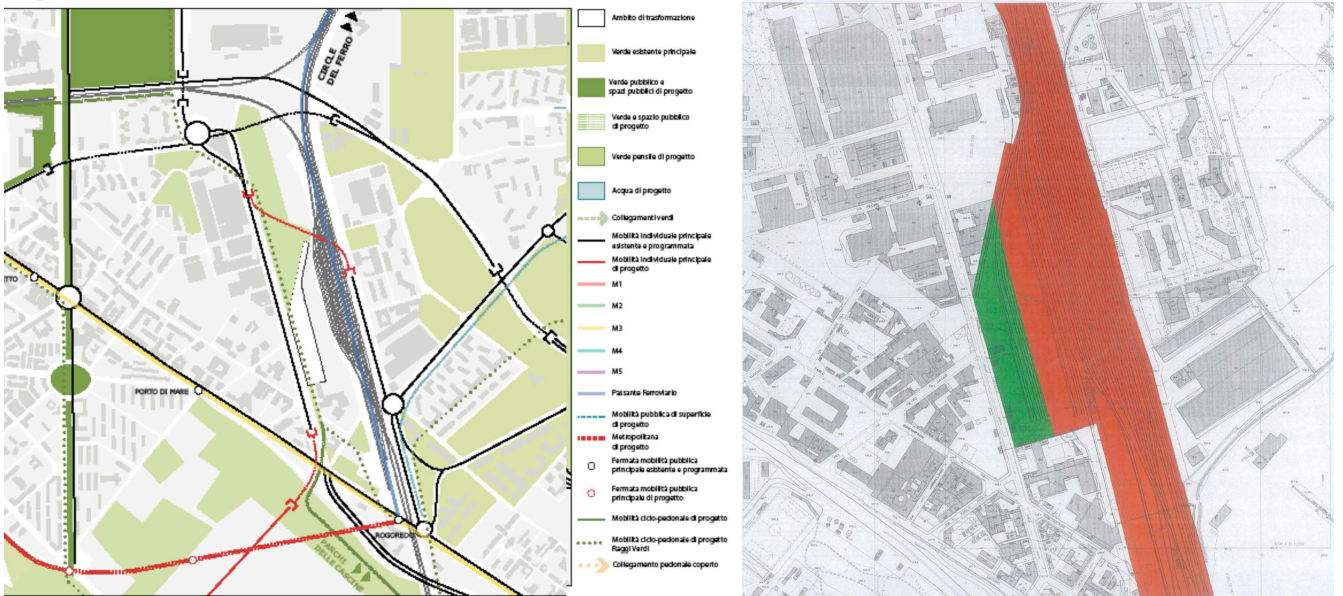 CIRCLE
DEL FERRO
ETTO
PORTO DI MARE
ROGOREDO
PARCHI
DELLE CASCINE
Ambito di trasformazione
Verde esistente principale
Verde pubblico e
spazi pubblici di progetto
Verde e spazio pubblico
di progetto
Verde pensile di progetto
Acqua di progetto
Collegamenti verdi
Mobilità individuale principale
esistente e programmata
Mobilità individuale principale
di progetto
M1
M2
M3
M4
M5
Passante Ferroviario
Mobilità pubblica di superficie
di progetto
Metropolitana
di progetto
Fermata mobilità pubblica
principale esistente e programmata
Fermata mobilità pubblica
principale di progetto
Mobilità ciclo-pedonale di progetto
Mobilità ciclo-pedonale di progetto
Raggi Verdi
Collegamento pedonale coperto